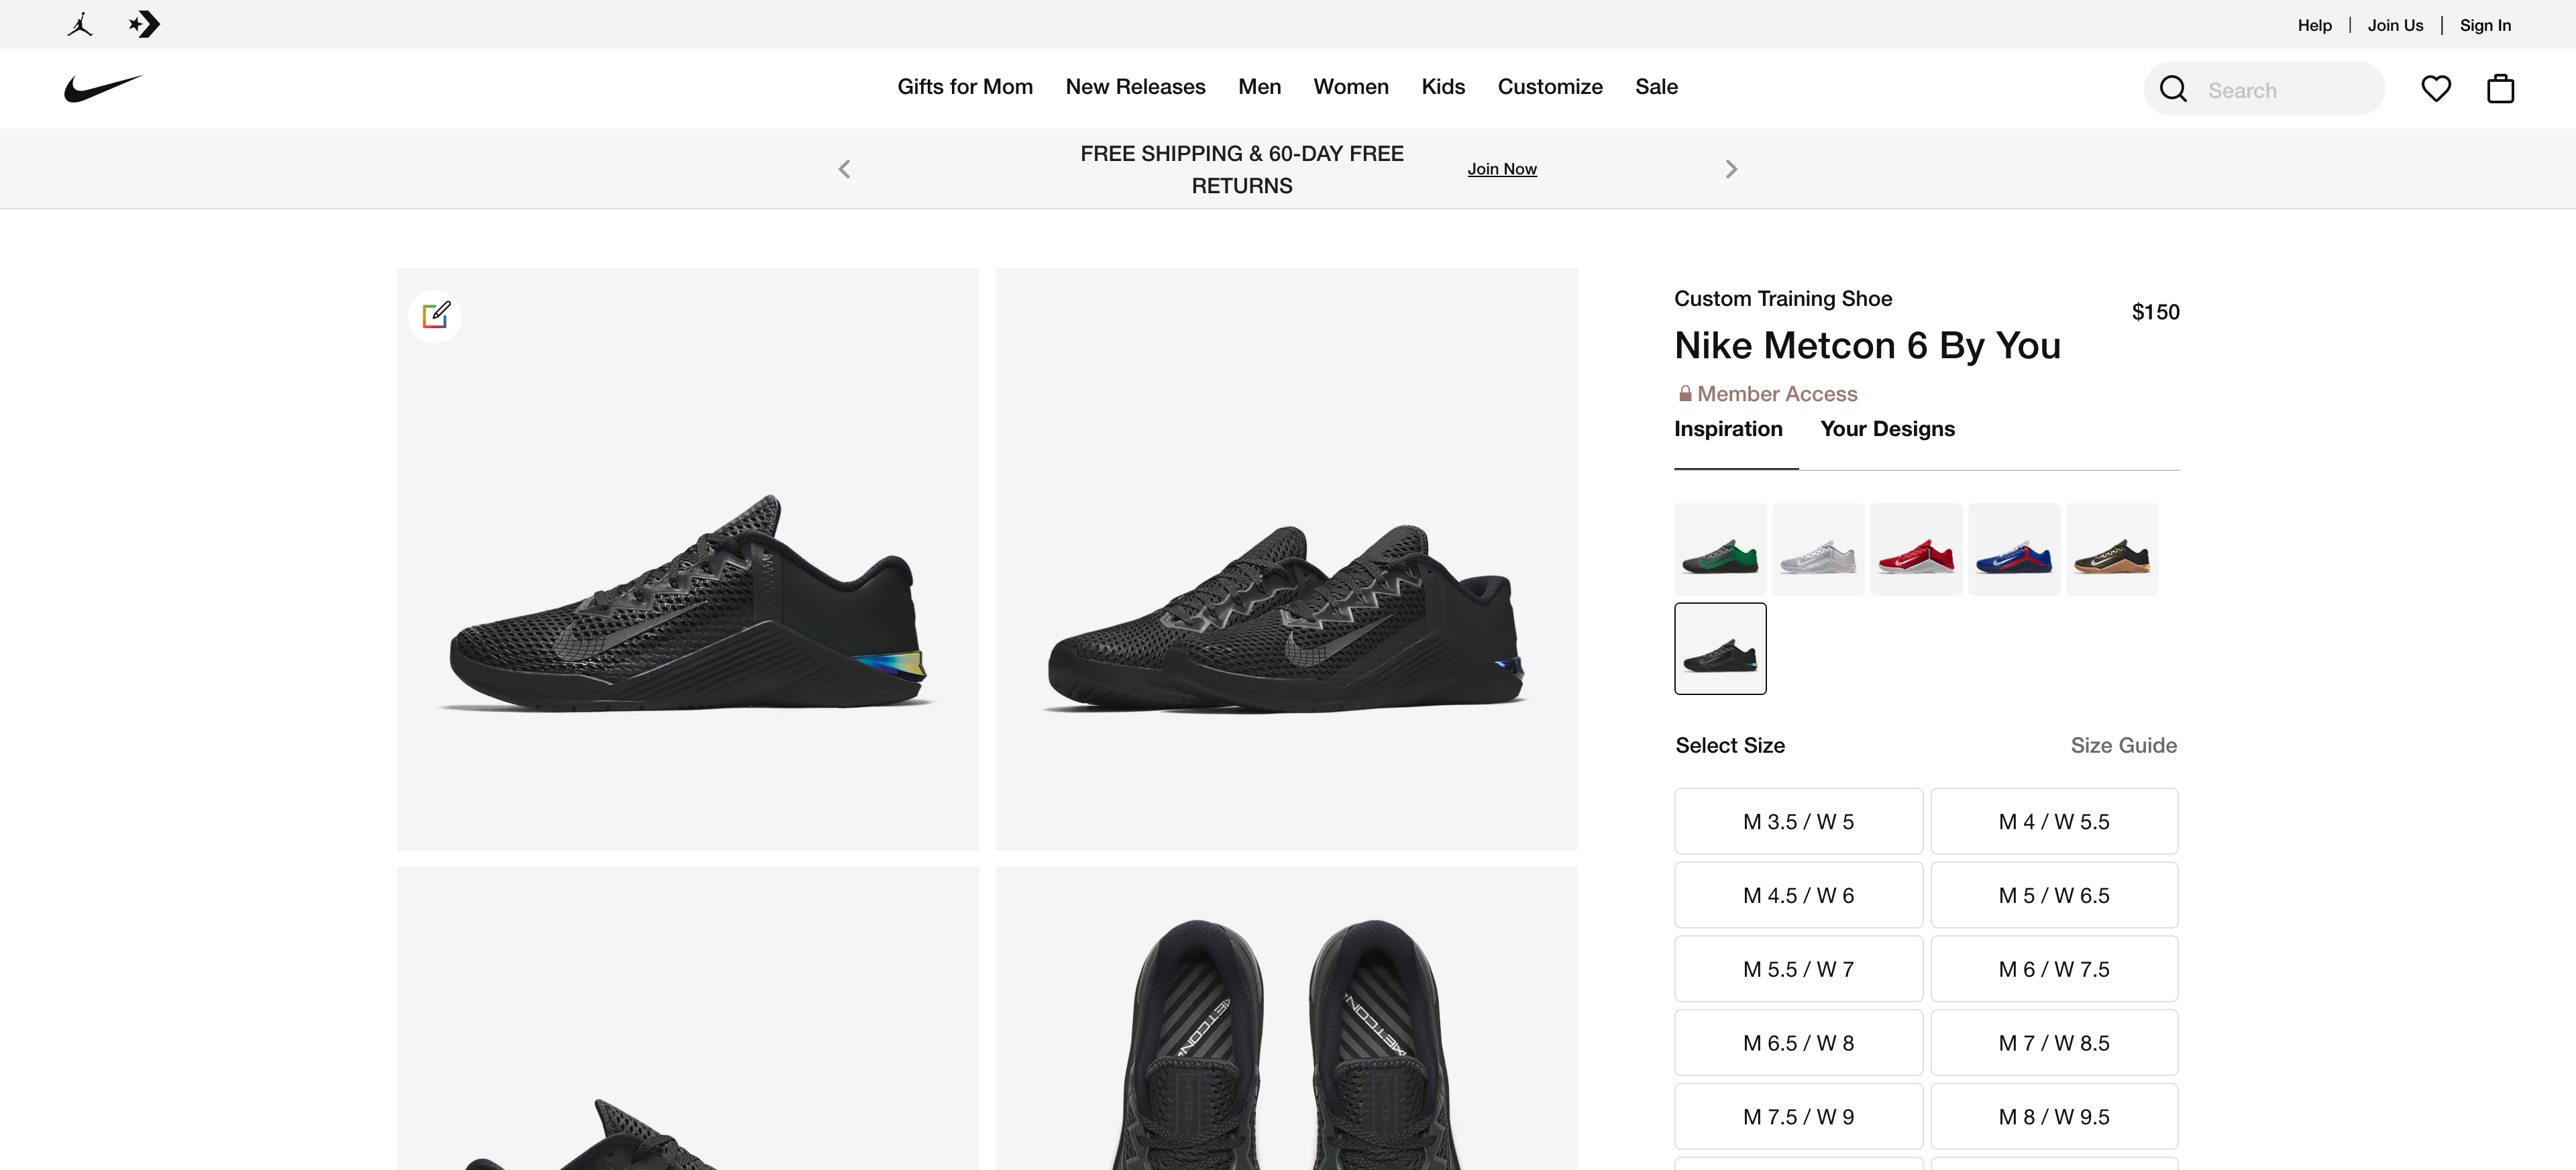 Help | Join Us | Sign In
Gifts for Mom New Releases Men Women Kids Customize Sale
Search
FREE SHIPPING & 60-DAY FREE
RETURNS
Join Now
Custom Training Shoe
$150
Nike Metcon 6 By You
Member Access
Inspiration Your Designs
Select Size Size Guide
M 3.5 / W 5 M 4 / W 5.5
M 4.5 / W 6 M 5 / W 6.5
M 5.5 / W 7 M 6 / W 7.5
M 6.5 / W 8 M 7 / W 8.5
M 7.5 / W 9 M 8 / W 9.5